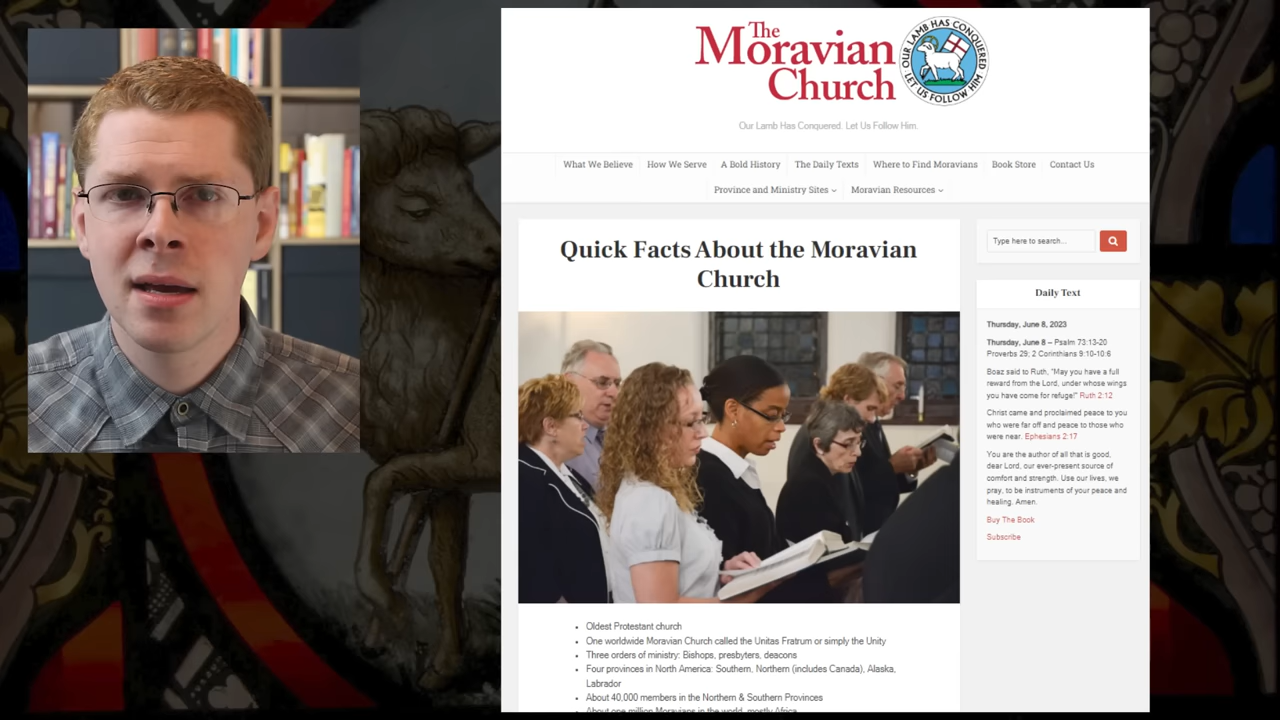 The
Moravian
Church
OUR LAMB HAS CONQUERED
LET US FOLLOW HIM
Our Lamb Has Conquered. Let Us Follow Him.
What We Believe
How We Serve
A Bold History
The Daily Texts
Where to Find Moravians
Book Store
Contact Us
Province and Ministry Sites
Moravian Resources
Quick Facts About the Moravian
Church
Type here to search...
Daily Text
Thursday, June 8, 2023
Thursday, June 8 – Psalm 73:13-20
Proverbs 29; 2 Corinthians 9:10-10:6
Boaz said to Ruth, "May you have a full
reward from the Lord, under whose wings
you have come for refuge!" Ruth 2:12
Christ came and proclaimed peace to you
who were far off and peace to those who
were near. Ephesians 2:17
You are the author of all that is good,
dear Lord, our ever-present source of
comfort and strength. Use our lives, we
pray, to be instruments of your peace and
healing. Amen.
Buy The Book
Subscribe
Oldest Protestant church
One worldwide Moravian Church called the Unitas Fratrum or simply the Unity
Three orders of ministry: Bishops, presbyters, deacons
Four provinces in North America: Southern, Northern (includes Canada), Alaska,
Labrador
About 40,000 members in the Northern & Southern Provinces
About one million Moravians in the world, mostly Africa